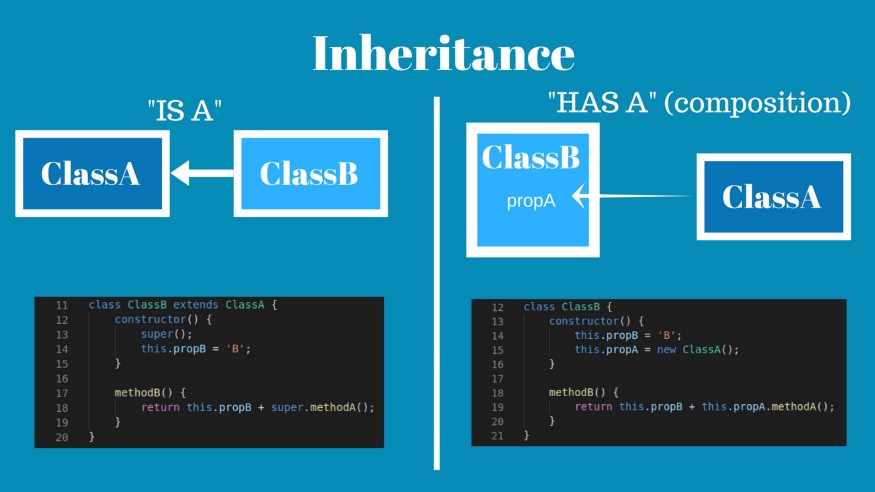 Inheritance
"IS A"
ClassA
ClassB
11 class ClassB extends ClassA {
12 constructor() {
13 super();
14 this.propB = 'B';
15 }
16
17 methodB() {
18 return this.propB + super.methodA();
19 }
20 }
"HAS A" (composition)
ClassB
propA
ClassA
12 class ClassB {
13 constructor() {
14 this.propB = 'B';
15 this.propA = new ClassA();
16 }
17
18 methodB() {
19 return this.propB + this.propA.methodA();
20 }
21 }